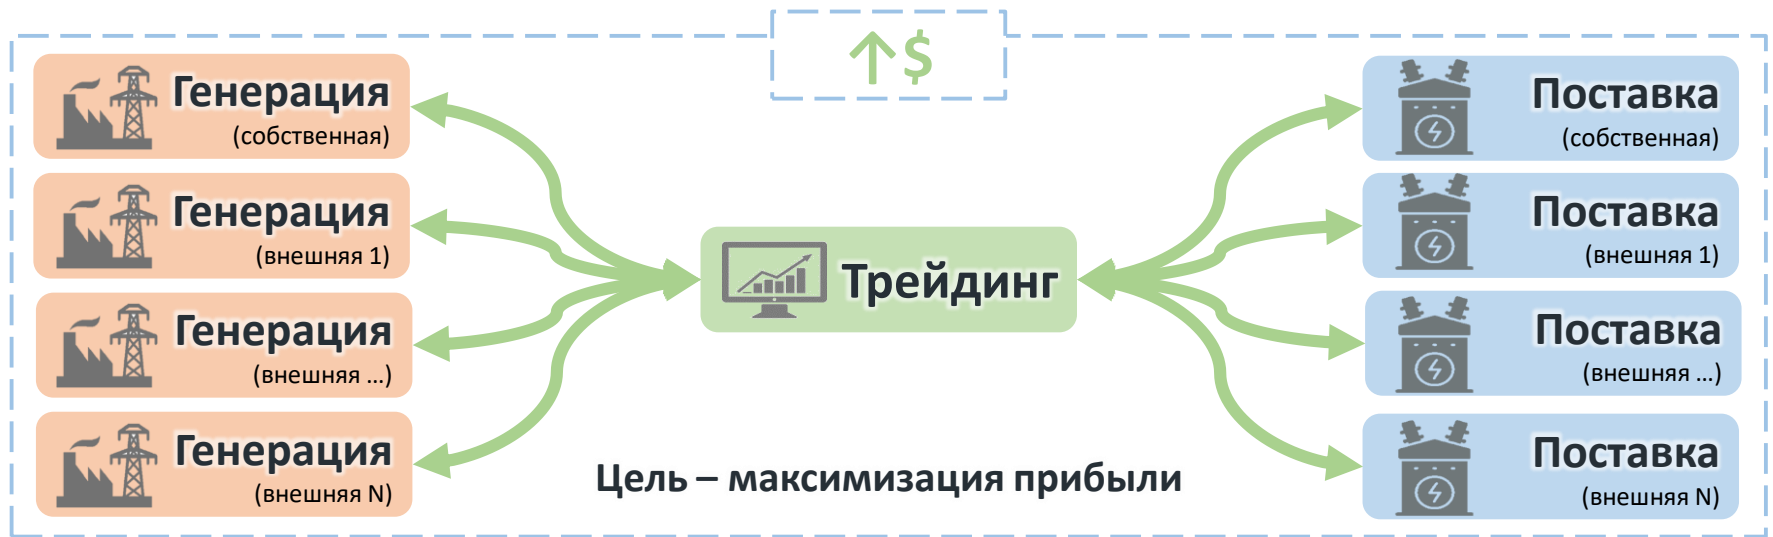 ↑$
Генерация
(собственная)
Генерация
(внешняя 1)
Генерация
(внешняя ...)
Генерация
(внешняя N)
Трейдинг
Цель – максимизация прибыли
Поставка
(собственная)
Поставка
(внешняя 1)
Поставка
(внешняя ...)
Поставка
(внешняя N)